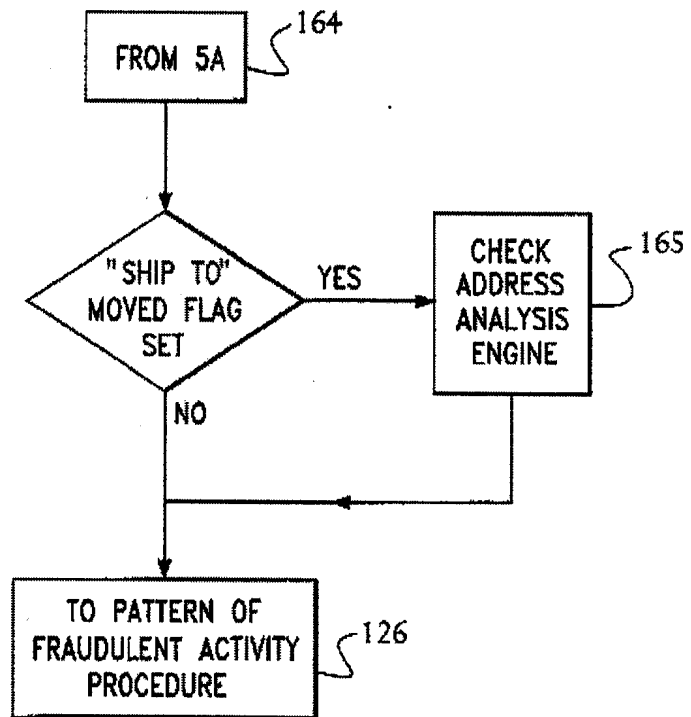 FROM 5A
164
"SHIP TO"
MOVED FLAG
SET
YES
CHECK
ADDRESS
ANALYSIS
ENGINE
165
NO
TO PATTERN OF
FRAUDULENT ACTIVITY
PROCEDURE
126